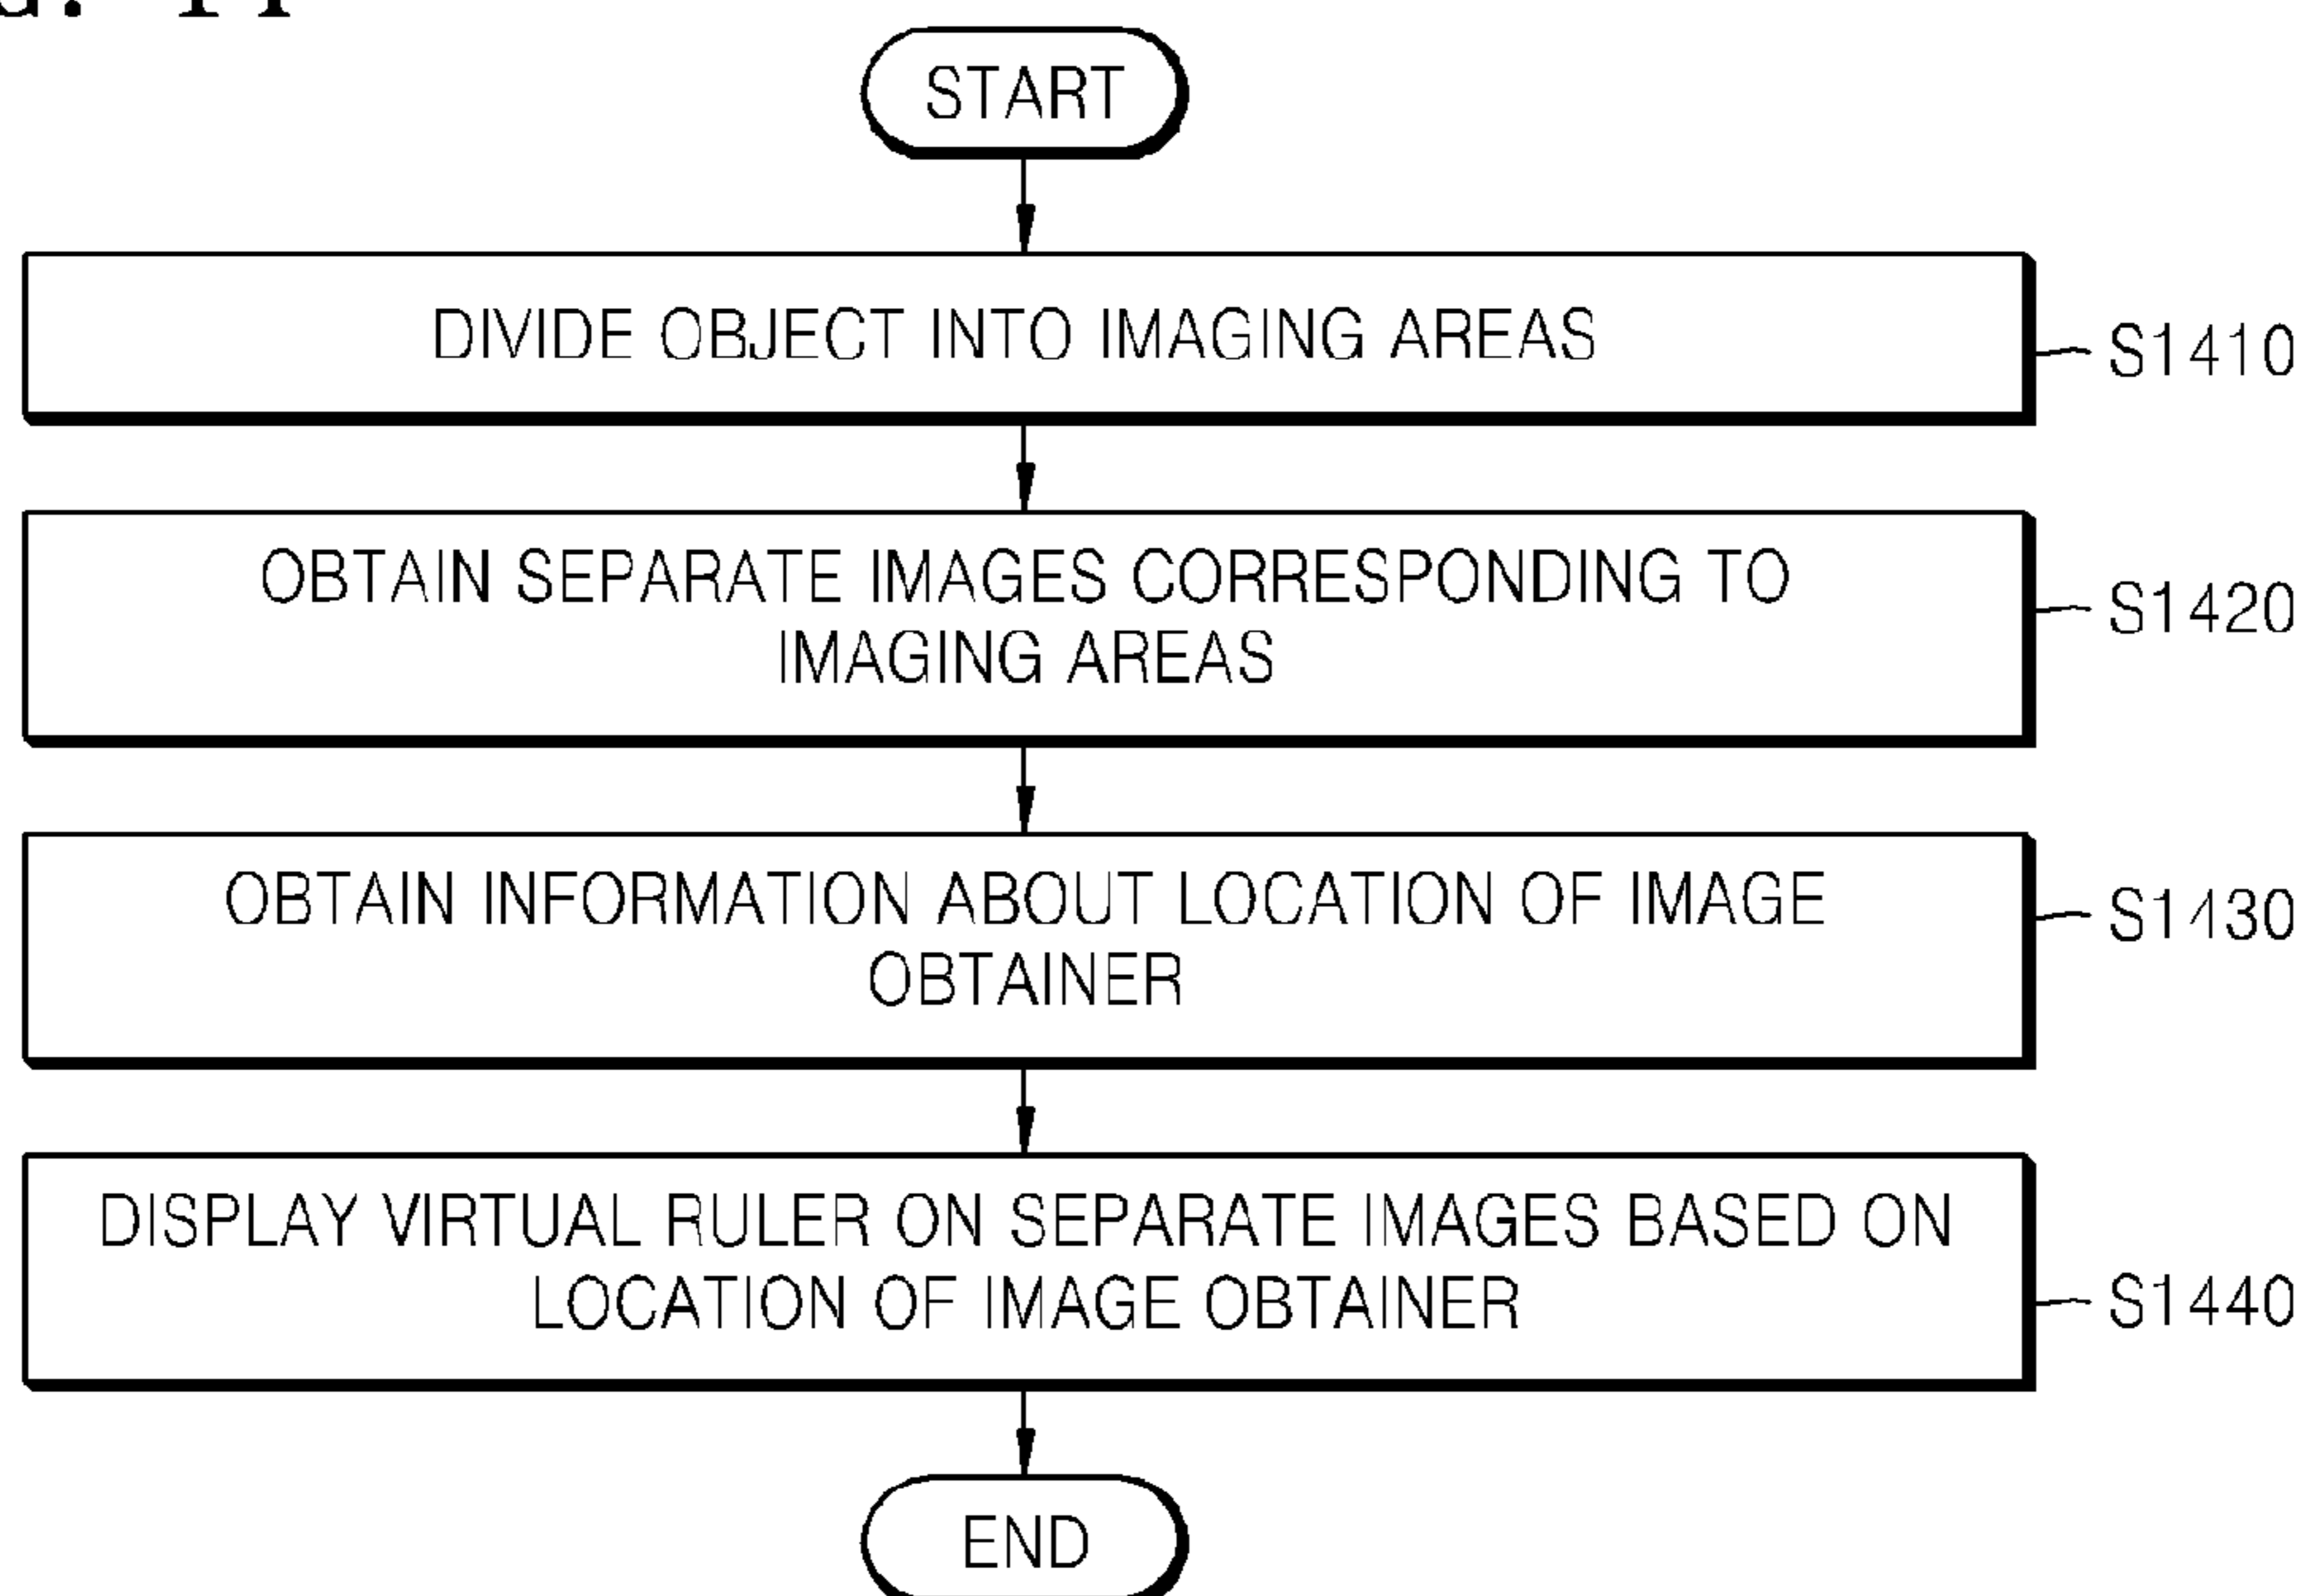 START
DIVIDE OBJECT INTO IMAGING AREAS
S1410
OBTAIN SEPARATE IMAGES CORRESPONDING TO
IMAGING AREAS
S1420
OBTAIN INFORMATION ABOUT LOCATION OF IMAGE
OBTAINER
S1430
DISPLAY VIRTUAL RULER ON SEPARATE IMAGES BASED ON
LOCATION OF IMAGE OBTAINER
S1440
END